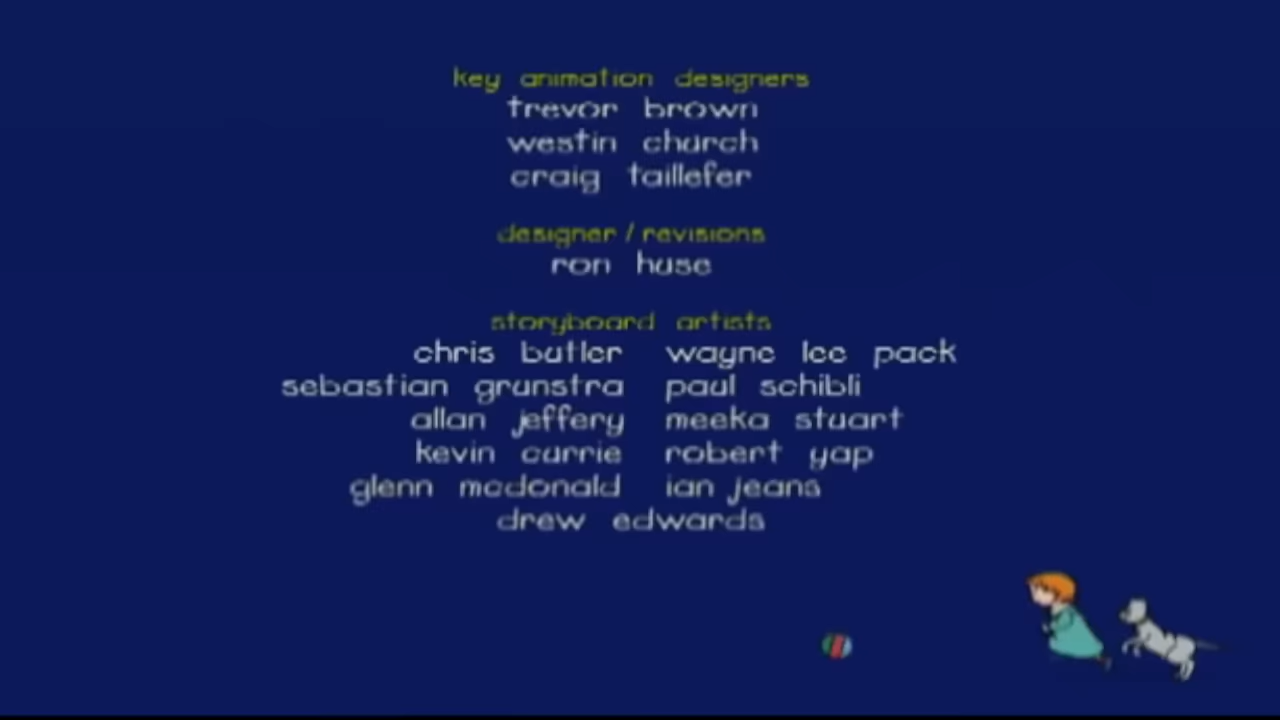 key animation designers
trevor brown
westin church
craig taillefer
designer / revisions
ron huse
storyboard artists
chris butler wayne lee pack
sebastian grunstra paul schibli
allan jeffery meeka stuart
kevin currie robert yap
glenn mcdonald ian jeans
drew edwards